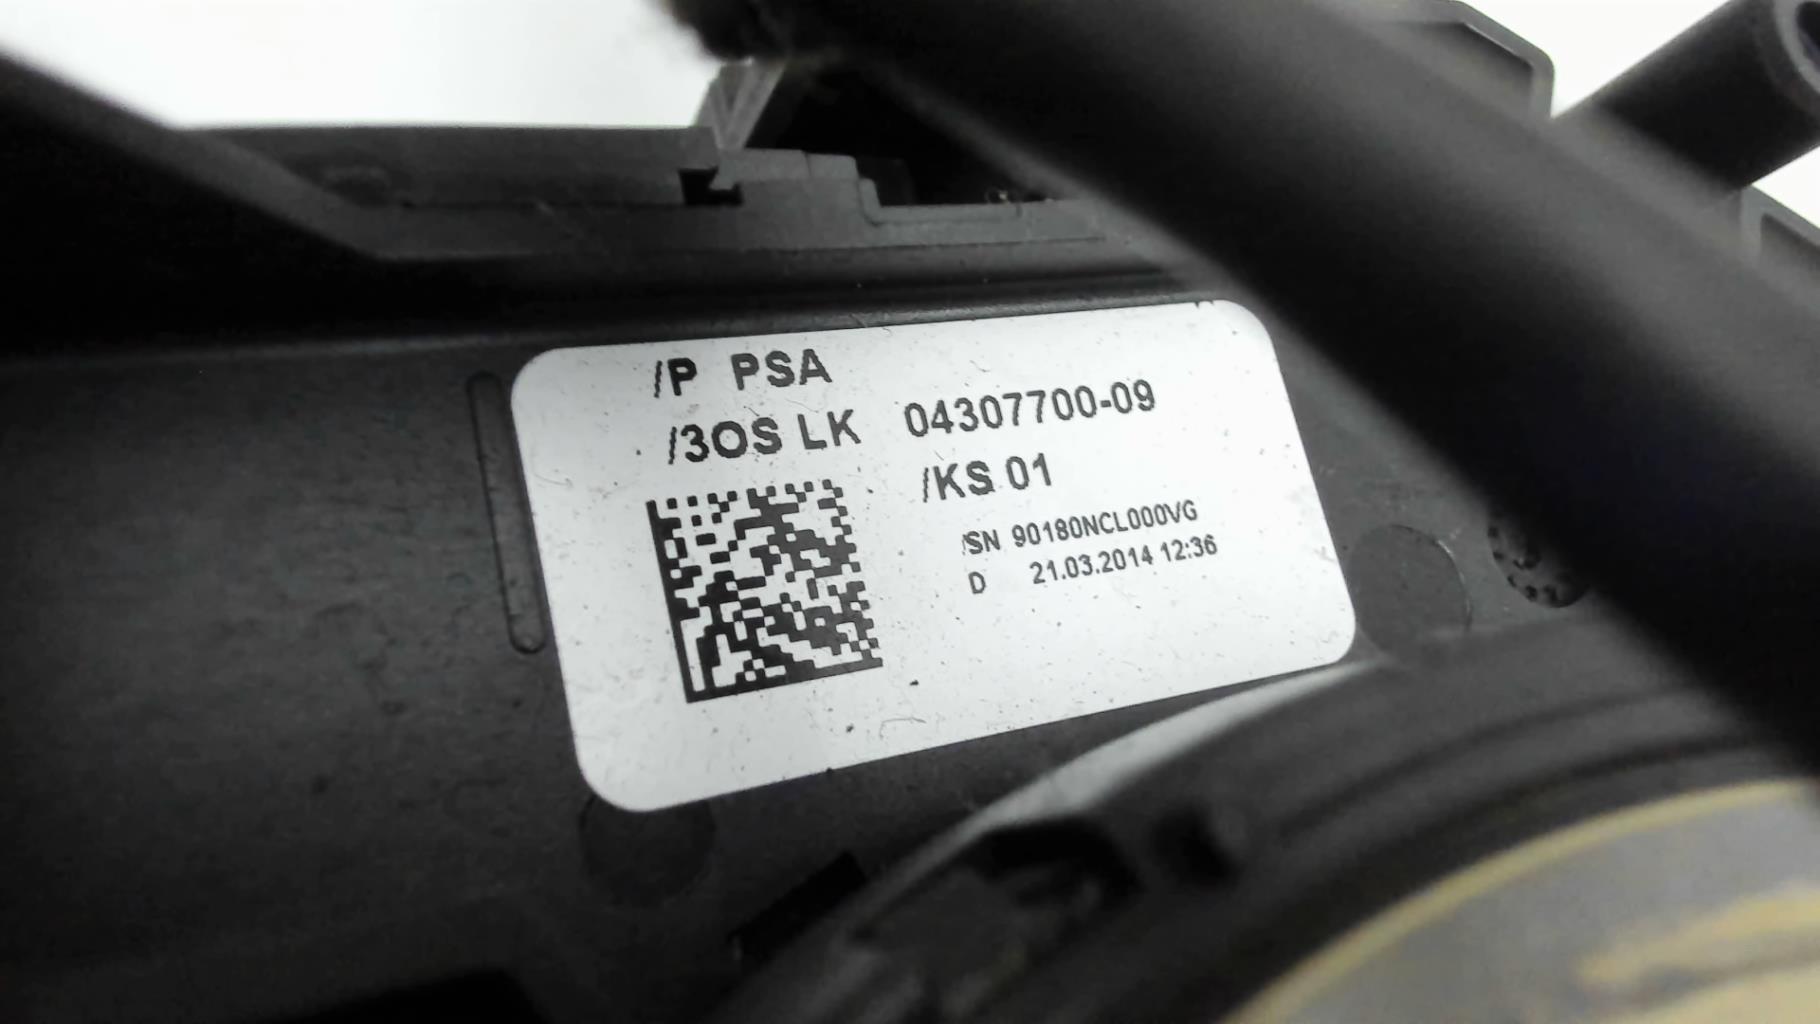 /P PSA
/3OS LK 04307700-09
/KS 01
/SN 90180NCL000VG
D 21.03.2014 12:36